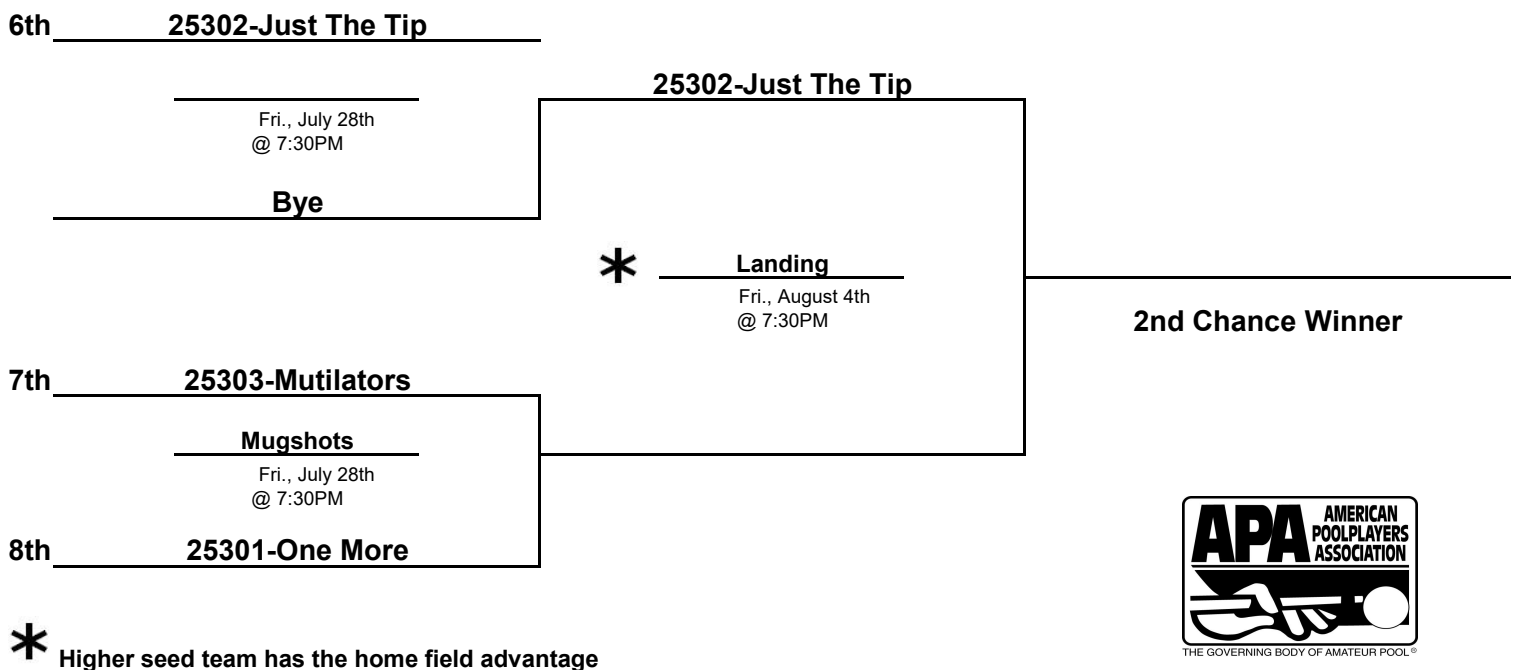 6th 25302-Just The Tip
25302-Just The Tip
Fri., July 28th
@ 7:30PM
Bye
* Landing
Fri., August 4th
@ 7:30PM
2nd Chance Winner
7th 25303-Mutilators
Mugshots
Fri., July 28th
@ 7:30PM
8th 25301-One More
* Higher seed team has the home field advantage
APA AMERICAN
POOLPLAYERS
ASSOCIATION
THE GOVERNING BODY OF AMATEUR POOL®